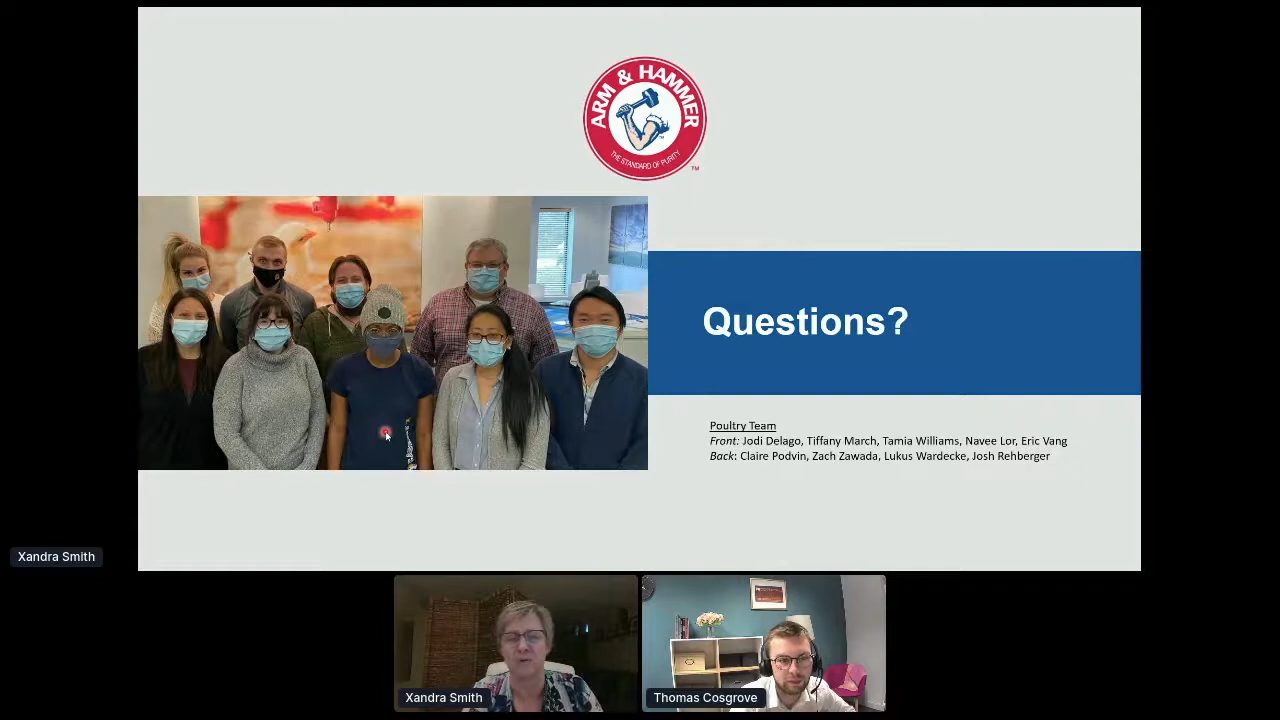 ARM & HAMMER
THE STANDARD OF PURITY
TM
Questions?
Poultry Team
Front: Jodi Delago, Tiffany March, Tamia Williams, Navee Lor, Eric Vang
Back: Claire Podvin, Zach Zawada, Lukus Wardecke, Josh Rehberger
Xandra Smith
Xandra Smith
Thomas Cosgrove